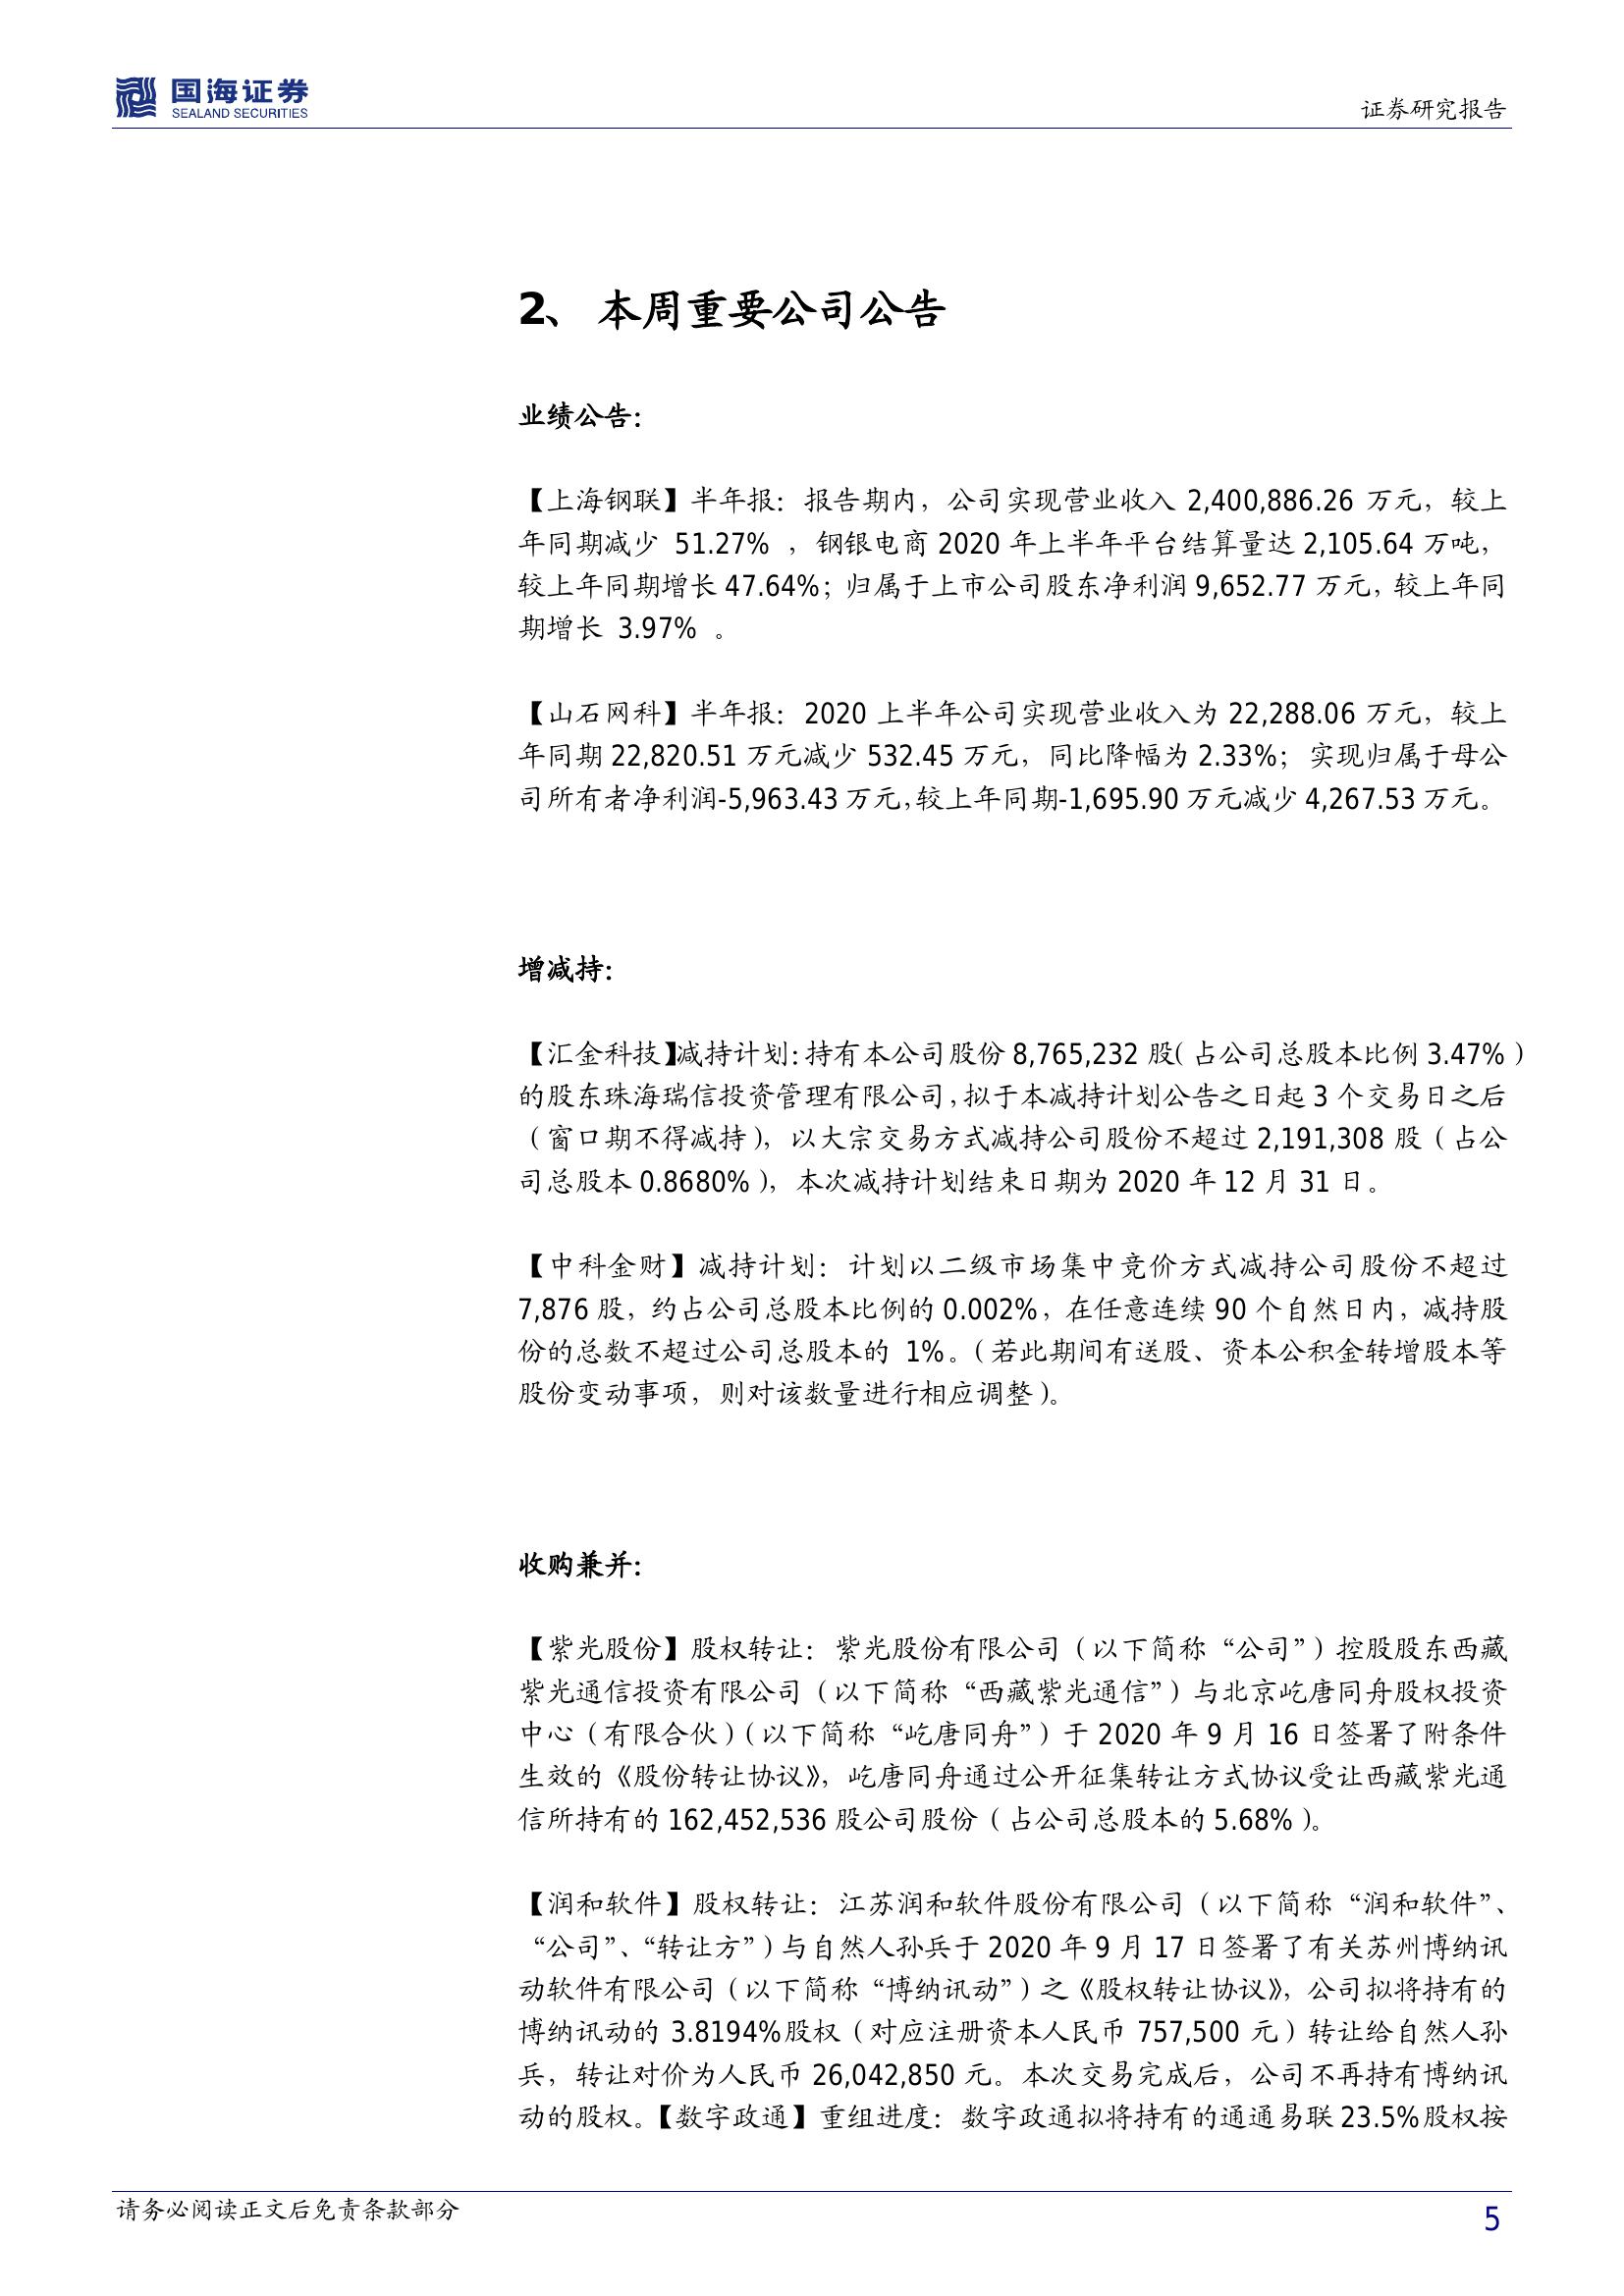 国海证券
SEALAND SECURITIES
证券研究报告
2、 本周重要公司公告
业绩公告：
【上海钢联】半年报：报告期内，公司实现营业收入 2,400,886.26 万元，较上
年同期减少 51.27% ，钢银电商 2020 年上半年平台结算量达 2,105.64 万吨，
较上年同期增长 47.64%；归属于上市公司股东净利润 9,652.77 万元，较上年同
期增长 3.97% 。
【山石网科】半年报：2020 上半年公司实现营业收入为 22,288.06 万元，较上
年同期 22,820.51 万元减少 532.45 万元，同比降幅为 2.33%；实现归属于母公
司所有者净利润-5,963.43 万元，较上年同期-1,695.90 万元减少 4,267.53 万元。
增减持：
【汇金科技】减持计划：持有本公司股份 8,765,232 股（占公司总股本比例 3.47%）
的股东珠海瑞信投资管理有限公司，拟于本减持计划公告之日起 3 个交易日之后
（窗口期不得减持），以大宗交易方式减持公司股份不超过 2,191,308 股（占公
司总股本 0.8680%），本次减持计划结束日期为 2020 年 12 月 31 日。
【中科金财】减持计划：计划以二级市场集中竞价方式减持公司股份不超过
7,876 股，约占公司总股本比例的 0.002%，在任意连续 90 个自然日内，减持股
份的总数不超过公司总股本的 1%。（若此期间有送股、资本公积金转增股本等
股份变动事项，则对该数量进行相应调整）。
收购兼并：
【紫光股份】股权转让：紫光股份有限公司（以下简称“公司”）控股股东西藏
紫光通信投资有限公司（以下简称“西藏紫光通信”）与北京屹唐同舟股权投资
中心（有限合伙）（以下简称“屹唐同舟”）于 2020 年 9 月 16 日签署了附条件
生效的《股份转让协议》，屹唐同舟通过公开征集转让方式协议受让西藏紫光通
信所持有的 162,452,536 股公司股份（占公司总股本的 5.68%）。
【润和软件】股权转让：江苏润和软件股份有限公司（以下简称“润和软件”、
“公司”、“转让方”）与自然人孙兵于 2020 年 9 月 17 日签署了有关苏州博纳讯
动软件有限公司（以下简称“博纳讯动”）之《股权转让协议》，公司拟将持有的
博纳讯动的 3.8194%股权（对应注册资本人民币 757,500 元）转让给自然人孙
兵，转让对价为人民币 26,042,850 元。本次交易完成后，公司不再持有博纳讯
动的股权。【数字政通】重组进度：数字政通拟将持有的通通易联 23.5%股权按
请务必阅读正文后免责条款部分
5